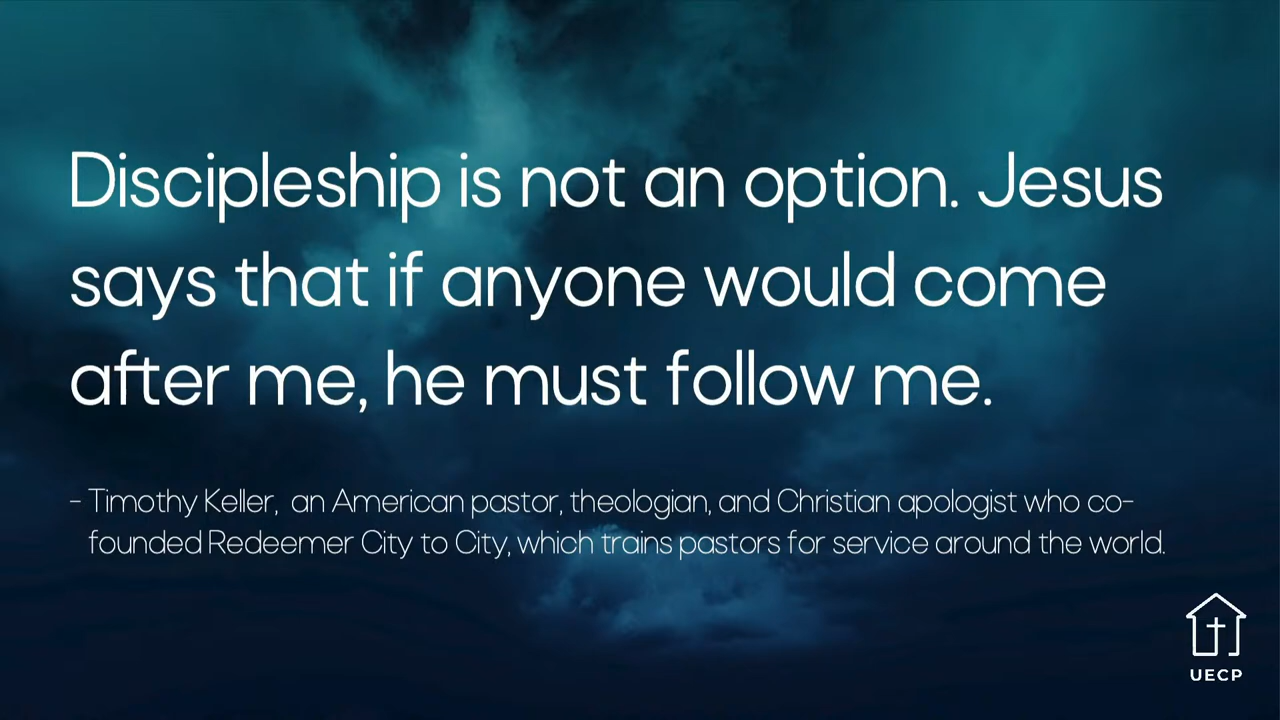 Discipleship is not an option. Jesus
says that if anyone would come
after me, he must follow me.
- Timothy Keller, an American pastor, theologian, and Christian apologist who co-
founded Redeemer City to City, which trains pastors for service around the world.
UECP